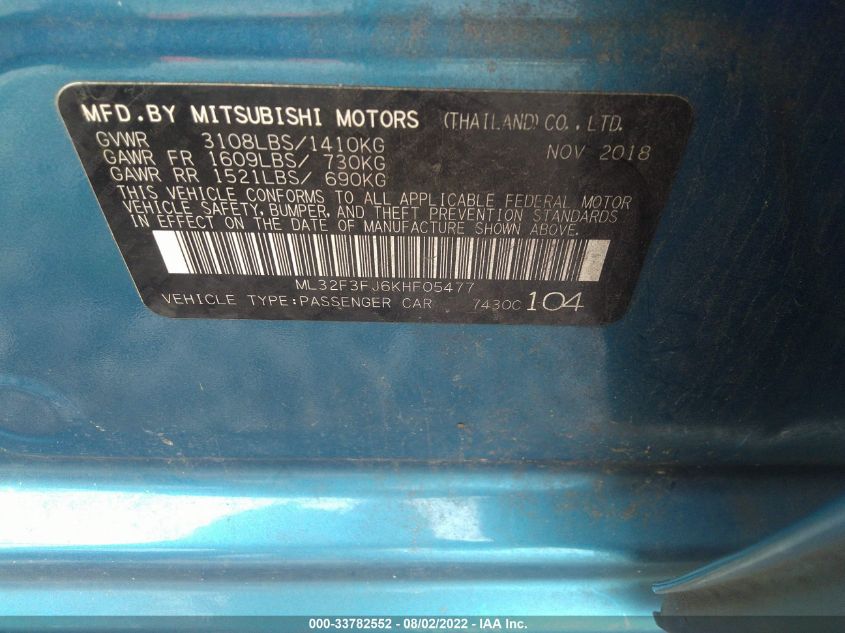 MFD.BY MITSUBISHI MOTORS (THAILAND) CO.,LTD.
GVWR 3108LBS/1410KG NOV 2018
GAWR FR 1609LBS/ 730KG
GAWR RR 1521LBS/ 690KG
THIS VEHICLE CONFORMS TO ALL APPLICABLE FEDERAL MOTOR
VEHICLE SAFETY, BUMPER, AND THEFT PREVENTION STANDARDS
IN EFFECT ON THE DATE OF MANUFACTURE SHOWN ABOVE.
ML32F3FJ6KHF05477
VEHICLE TYPE:PASSENGER CAR 7430C 104
000-33782552 - 08/02/2022 - IAA Inc.